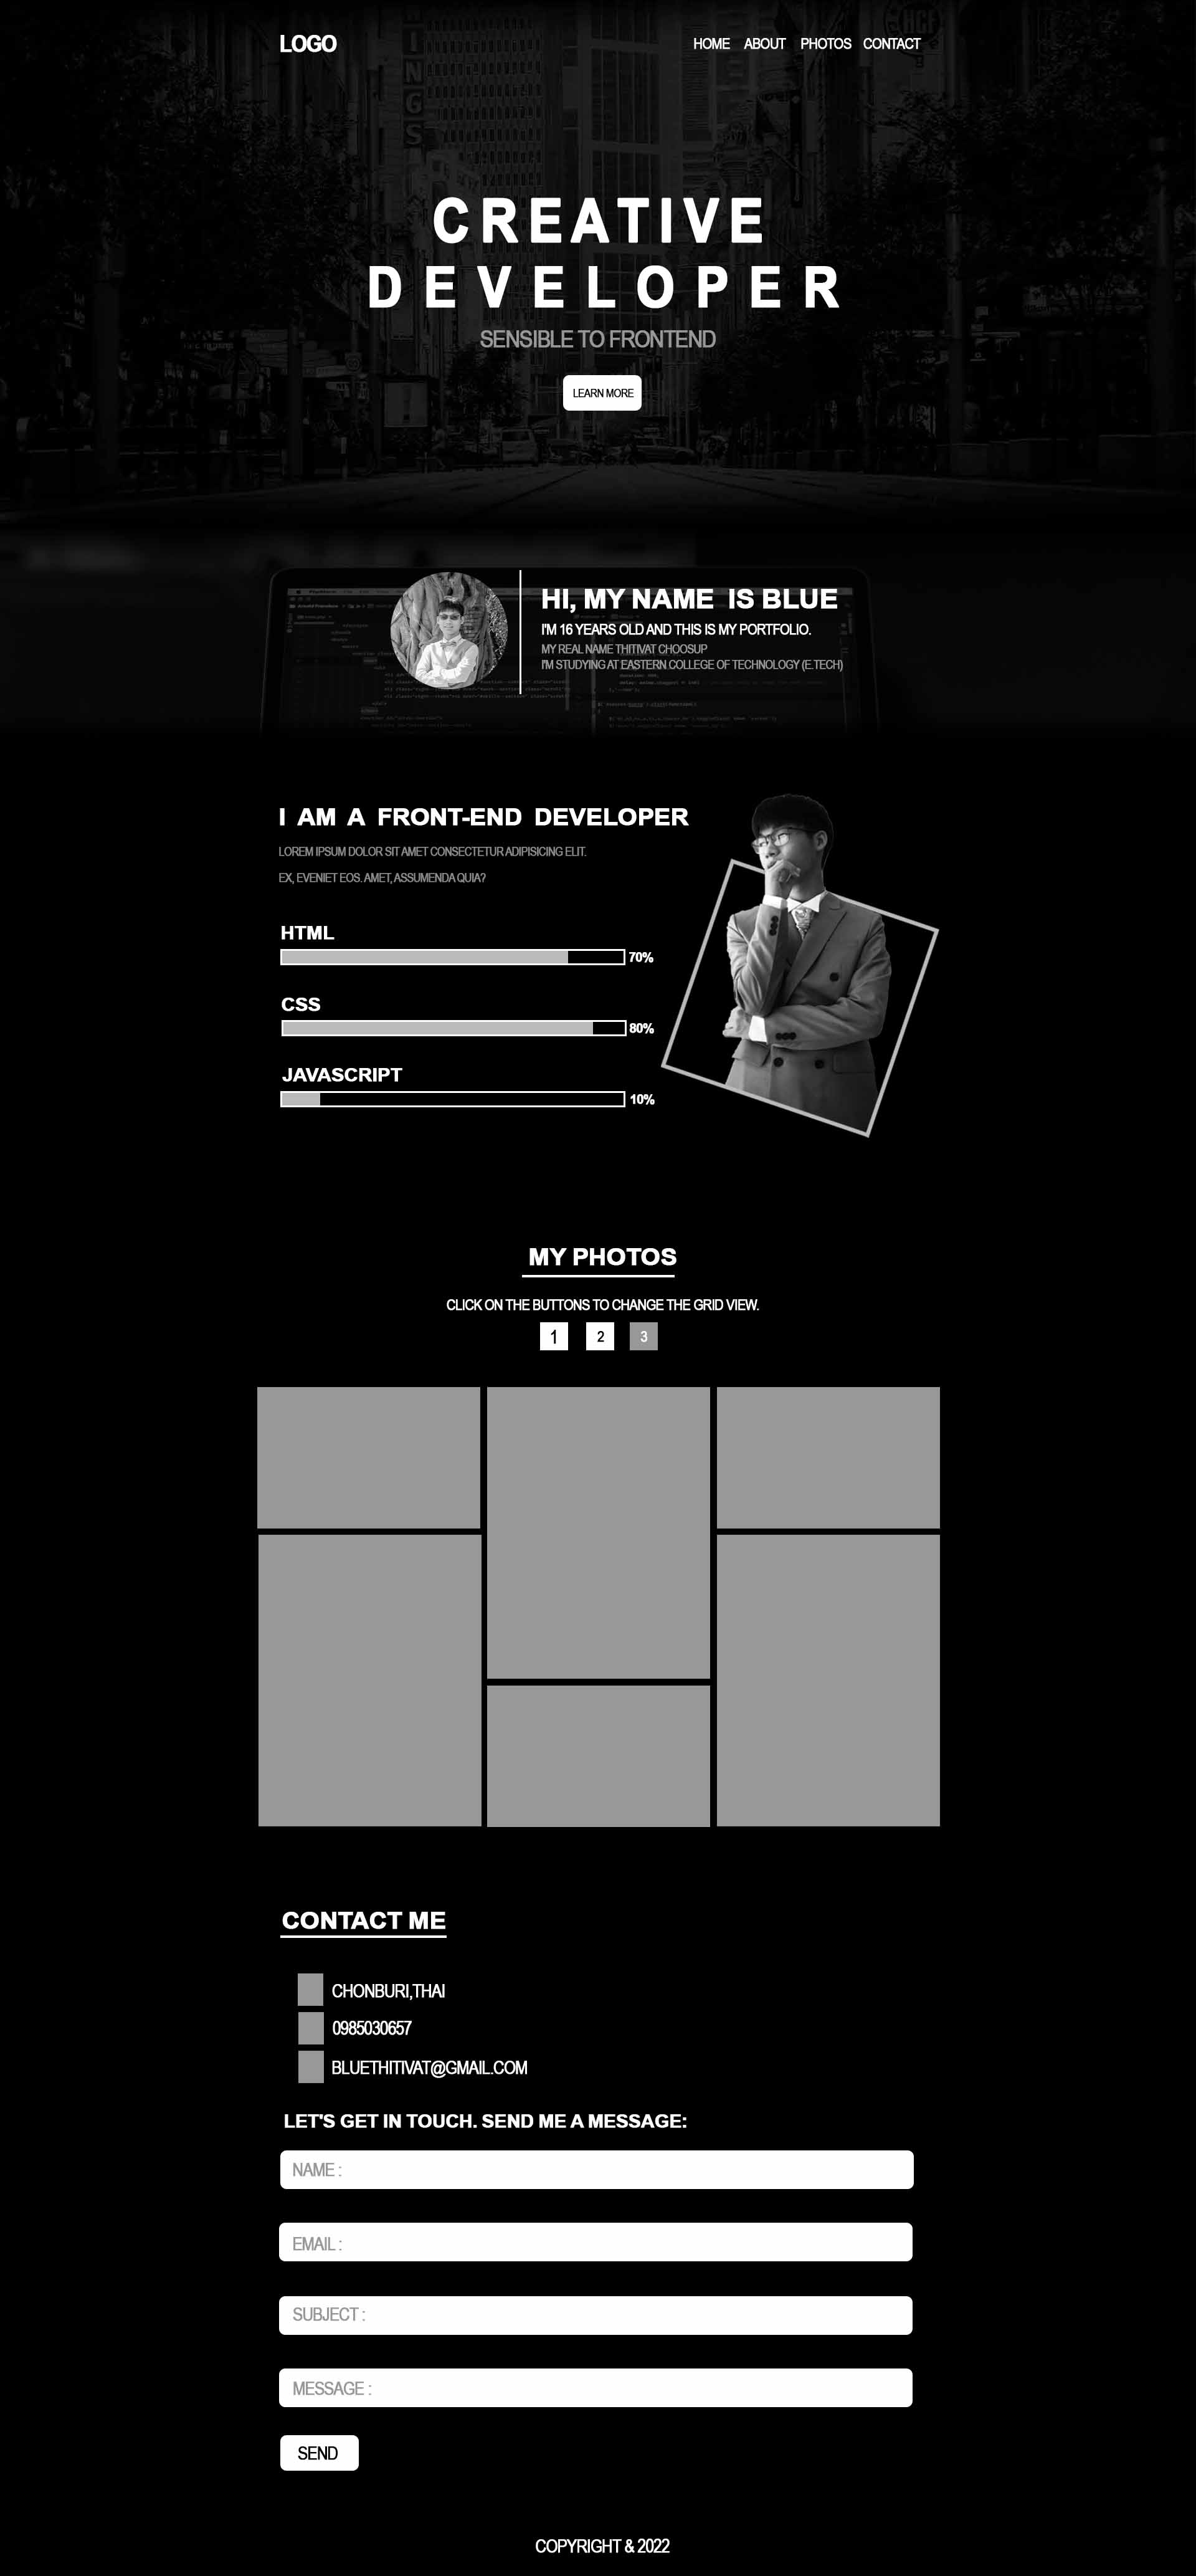 LOGO
HOME ABOUT PHOTOS CONTACT
CREATIVE
DEVELOPER
SENSIBLE TO FRONTEND
LEARN MORE
HI, MY NAME IS BLUE
I'M 16 YEARS OLD AND THIS IS MY PORTFOLIO.
MY REAL NAME THITIVAT CHOOSUP
I'M STUDYING AT EASTERN COLLEGE OF TECHNOLOGY (E.TECH)
I AM A FRONT-END DEVELOPER
LOREM IPSUM DOLOR SIT AMET CONSECTETUR ADIPISICING ELIT.
EX, EVENIET EOS. AMET, ASSUMENDA QUIA?
HTML
70%
CSS
80%
JAVASCRIPT
10%
MY PHOTOS
CLICK ON THE BUTTONS TO CHANGE THE GRID VIEW.
1 2 3
CONTACT ME
CHONBURI,THAI
0985030657
BLUETHITIVAT@GMAIL.COM
LET'S GET IN TOUCH. SEND ME A MESSAGE:
NAME :
EMAIL :
SUBJECT :
MESSAGE :
SEND
COPYRIGHT & 2022